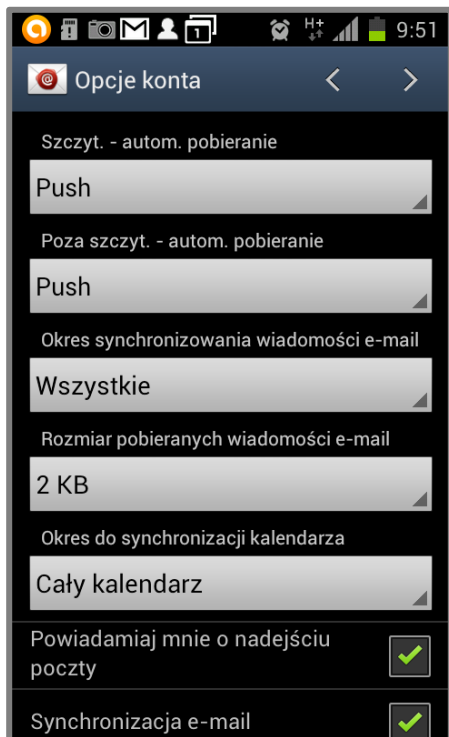 1 H+ 9:51
Opcje konta
Szczyt. - autom. pobieranie
Push
Poza szczyt. - autom. pobieranie
Push
Okres synchronizowania wiadomości e-mail
Wszystkie
Rozmiar pobieranych wiadomości e-mail
2 KB
Okres do synchronizacji kalendarza
Cały kalendarz
Powiadamiaj mnie o nadejściu
poczty
Synchronizacja e-mail